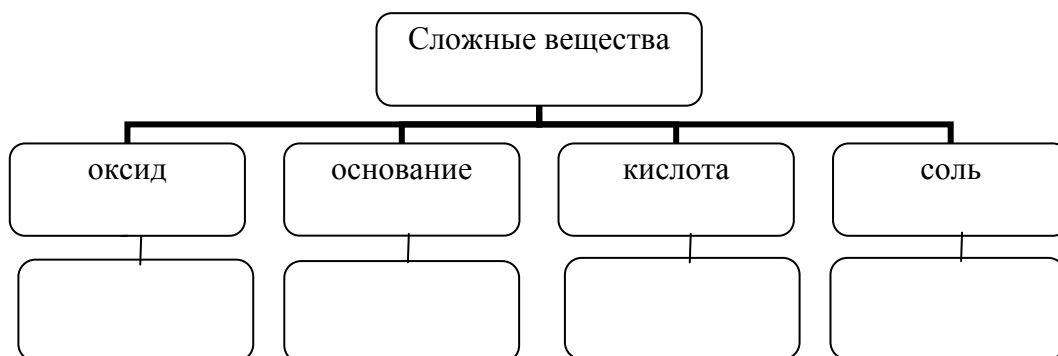 Сложные вещества
оксид
основание
кислота
соль